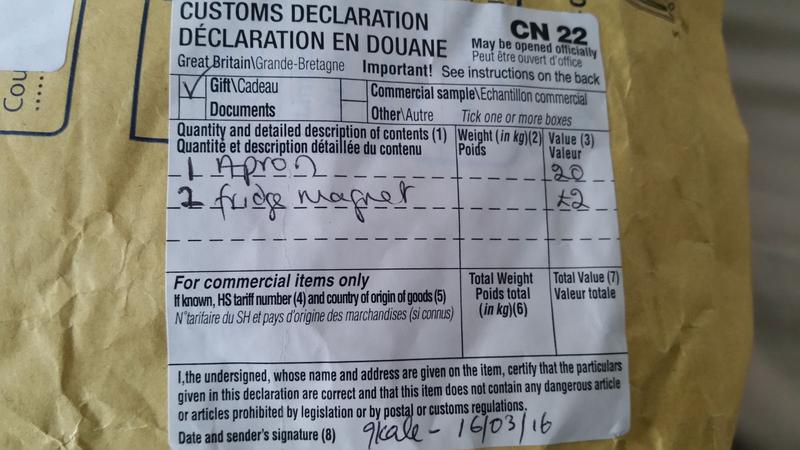 CUSTOMS DECLARATION
DÉCLARATION EN DOUANE
CN 22
May be opened officially
Peut être ouvert d'office
Great Britain\Grande-Bretagne
Important! See instructions on the back
Gift\Cadeau
Documents
Commercial sample\Echantillon commercial
Other\Autre
Tick one or more boxes
Quantity and detailed description of contents (1)
Quantité et description détaillée du contenu
Weight (in kg)(2)
Poids
Value (3)
Valeur
1 Apron 20
2 fridge magnet £2
For commercial items only
If known, HS tariff number (4) and country of origin of goods (5)
N°tarifaire du SH et pays d'origine des marchandises (si connus)
Total Weight
Poids total
(in kg)(6)
Total Value (7)
Valeur totale
I,the undersigned, whose name and address are given on the item, certify that the particulars
given in this declaration are correct and that this item does not contain any dangerous article
or articles prohibited by legislation or by postal or customs regulations.
Date and sender's signature (8) gkale - 16/03/16
Cou